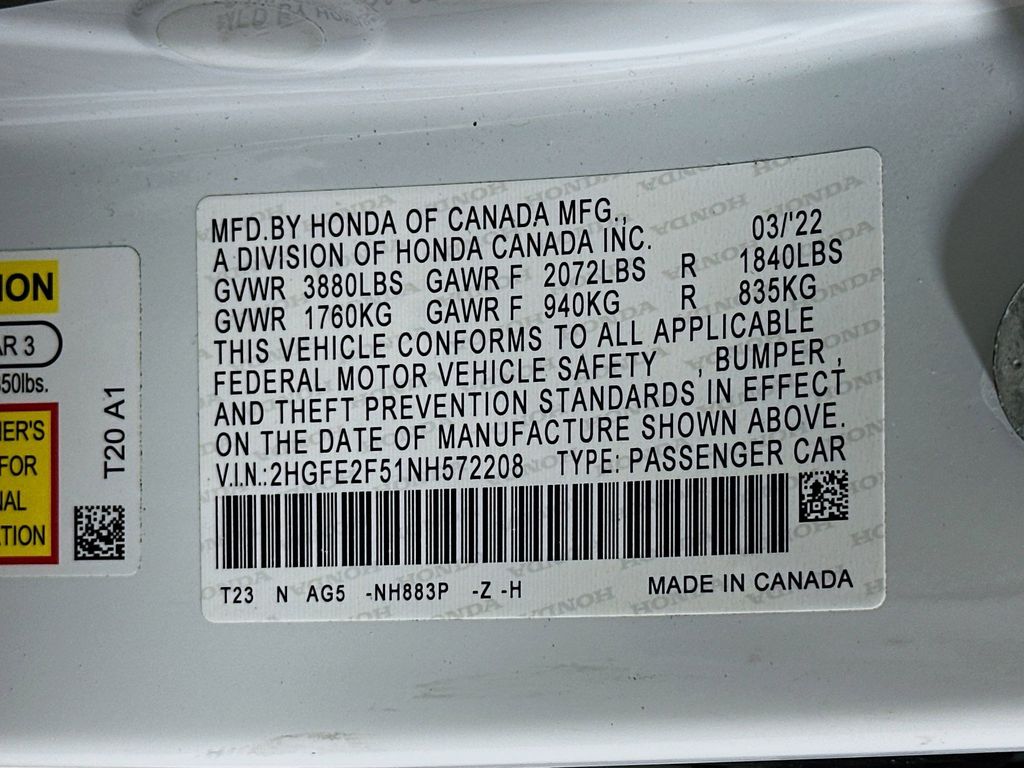 MFD.BY HONDA OF CANADA MFG.,
A DIVISION OF HONDA CANADA INC. 03/'22
GVWR 3880LBS GAWR F 2072LBS R 1840LBS
GVWR 1760KG GAWR F 940KG R 835KG
THIS VEHICLE CONFORMS TO ALL APPLICABLE
FEDERAL MOTOR VEHICLE SAFETY , BUMPER ,
AND THEFT PREVENTION STANDARDS IN EFFECT
ON THE DATE OF MANUFACTURE SHOWN ABOVE.
V.I.N.:2HGFE2F51NH572208 TYPE: PASSENGER CAR
T23 N AG5 -NH883P -Z -H MADE IN CANADA
ION
AR 3
50lbs.
ER'S
FOR
NAL
TION
T20 A1